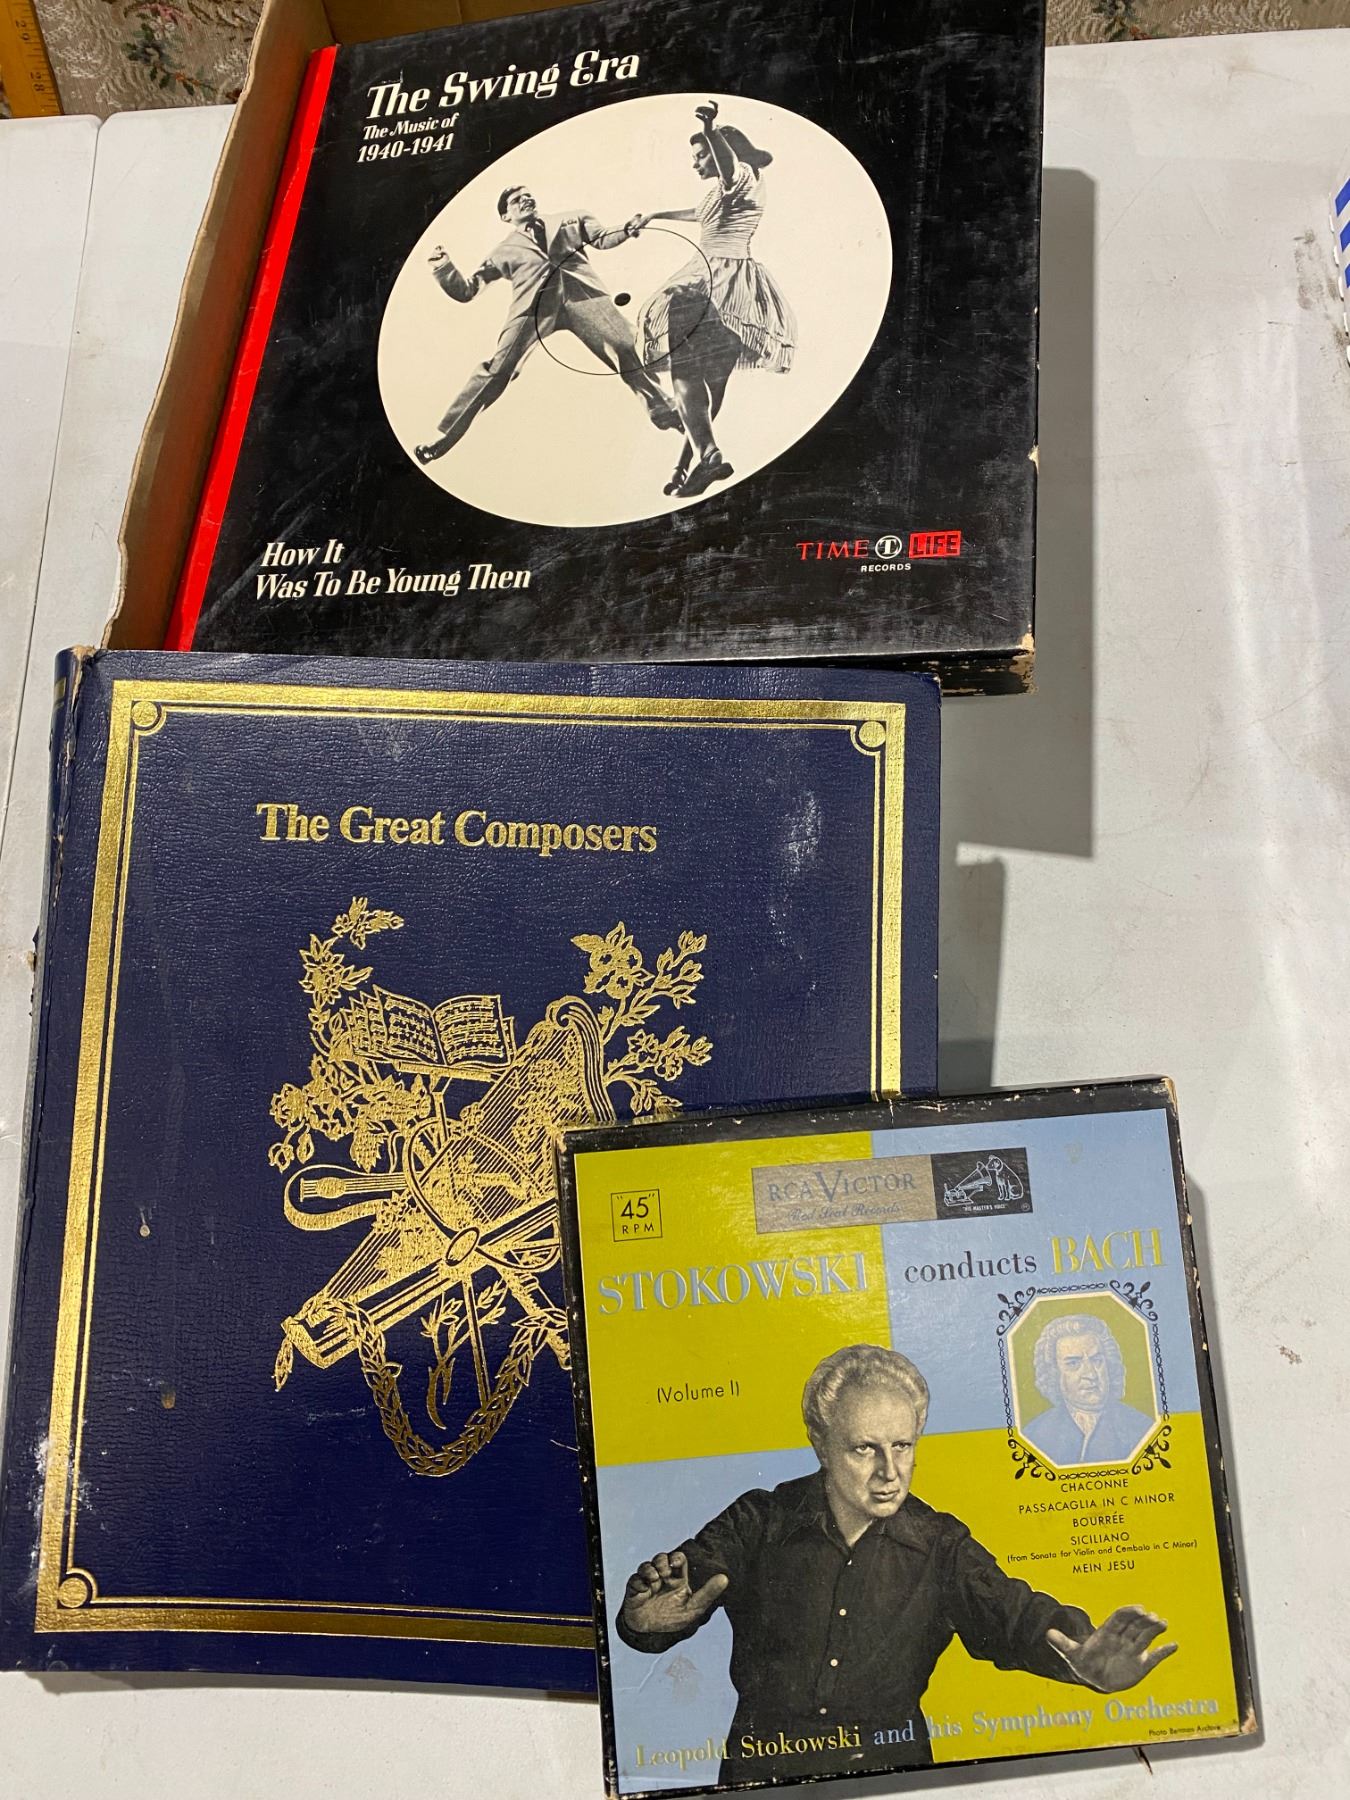 The Swing Era
The Music of
1940-1941
How It
Was To Be Young Then
TIME LIFE
RECORDS
The Great Composers
"45"
RPM
RCA VICTOR
Red Seal Records
"HIS MASTER'S VOICE"
STOKOWSKI conducts BACH
(Volume I)
CHACONNE
PASSACAGLIA IN C MINOR
BOURRÉE
SICILIANO
(from Sonata for Violin and Cembalo in C Minor)
MEIN JESU
Leopold Stokowski and his Symphony Orchestra
Photo Bettman Archive